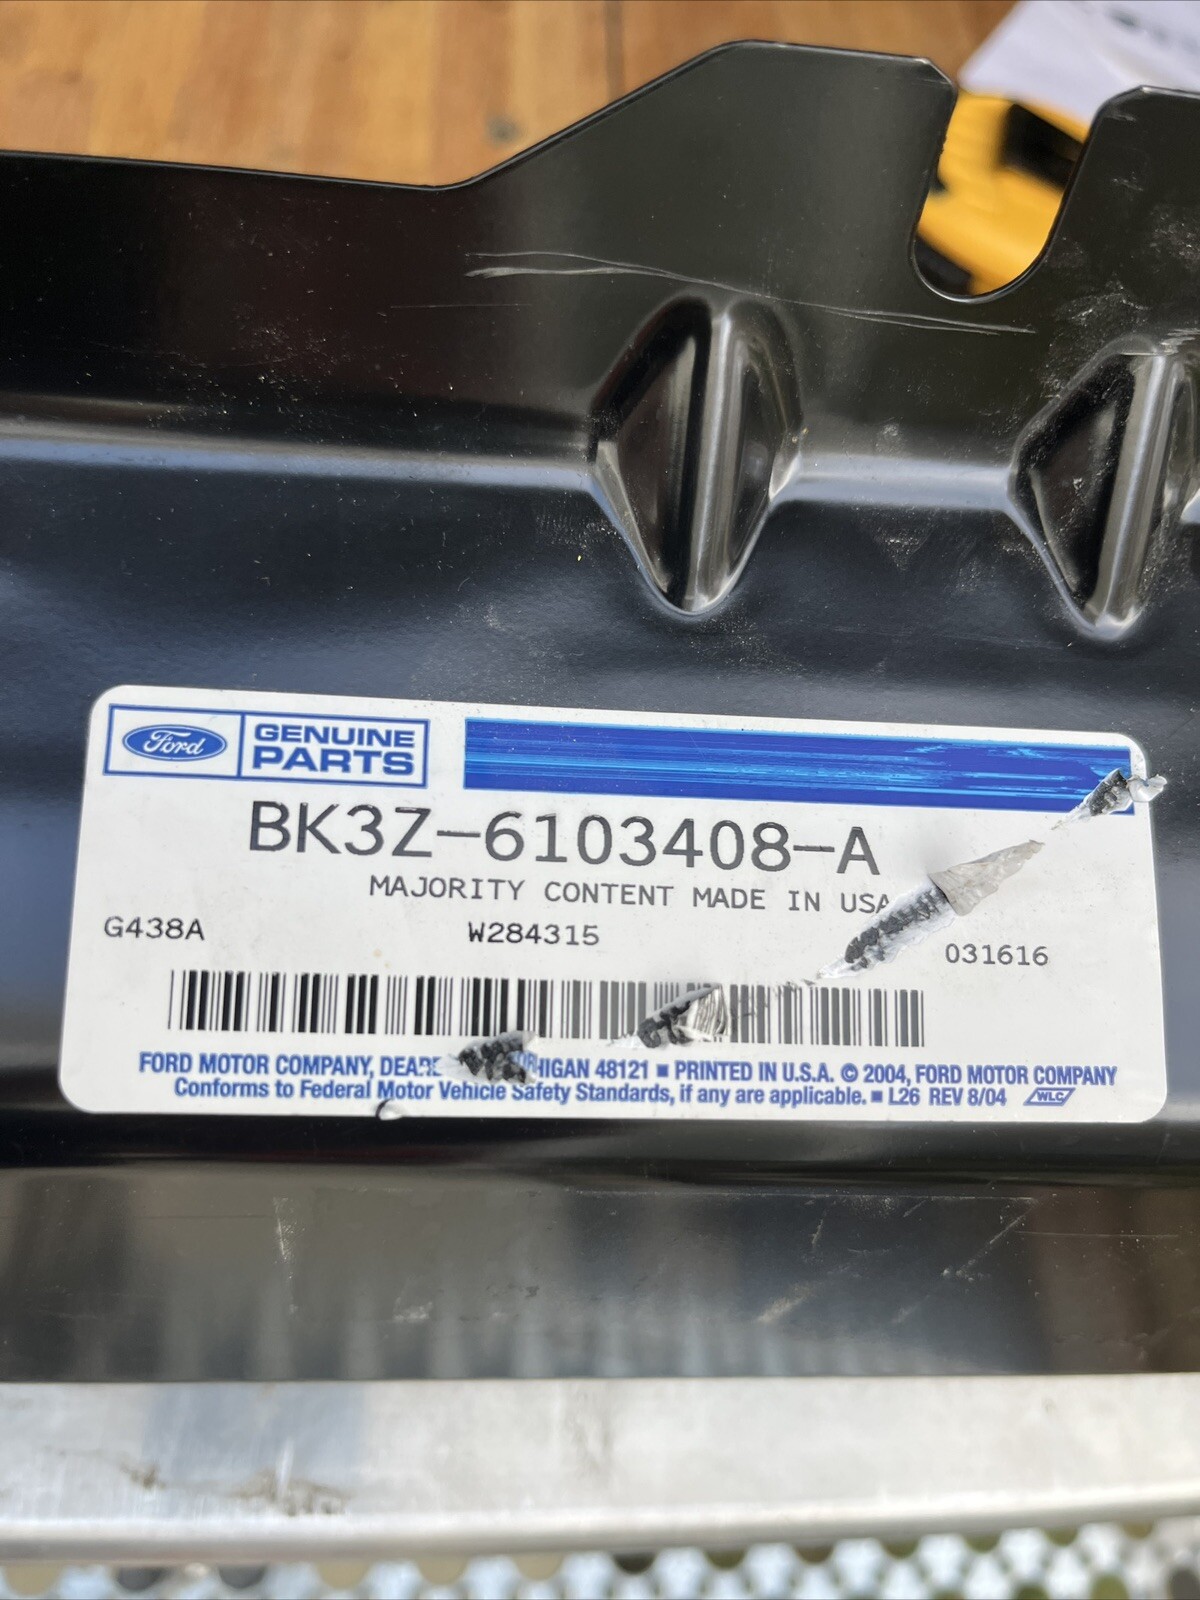 Ford GENUINE PARTS
BK3Z-6103408-A
MAJORITY CONTENT MADE IN USA
G438A W284315 031616
FORD MOTOR COMPANY, HIGAN 48121 ■ PRINTED IN U.S.A. © 2004, FORD MOTOR COMPANY
Conforms to Federal Motor Vehicle Safety Standards, if any are applicable. ■ L26 REV 8/04 WLC